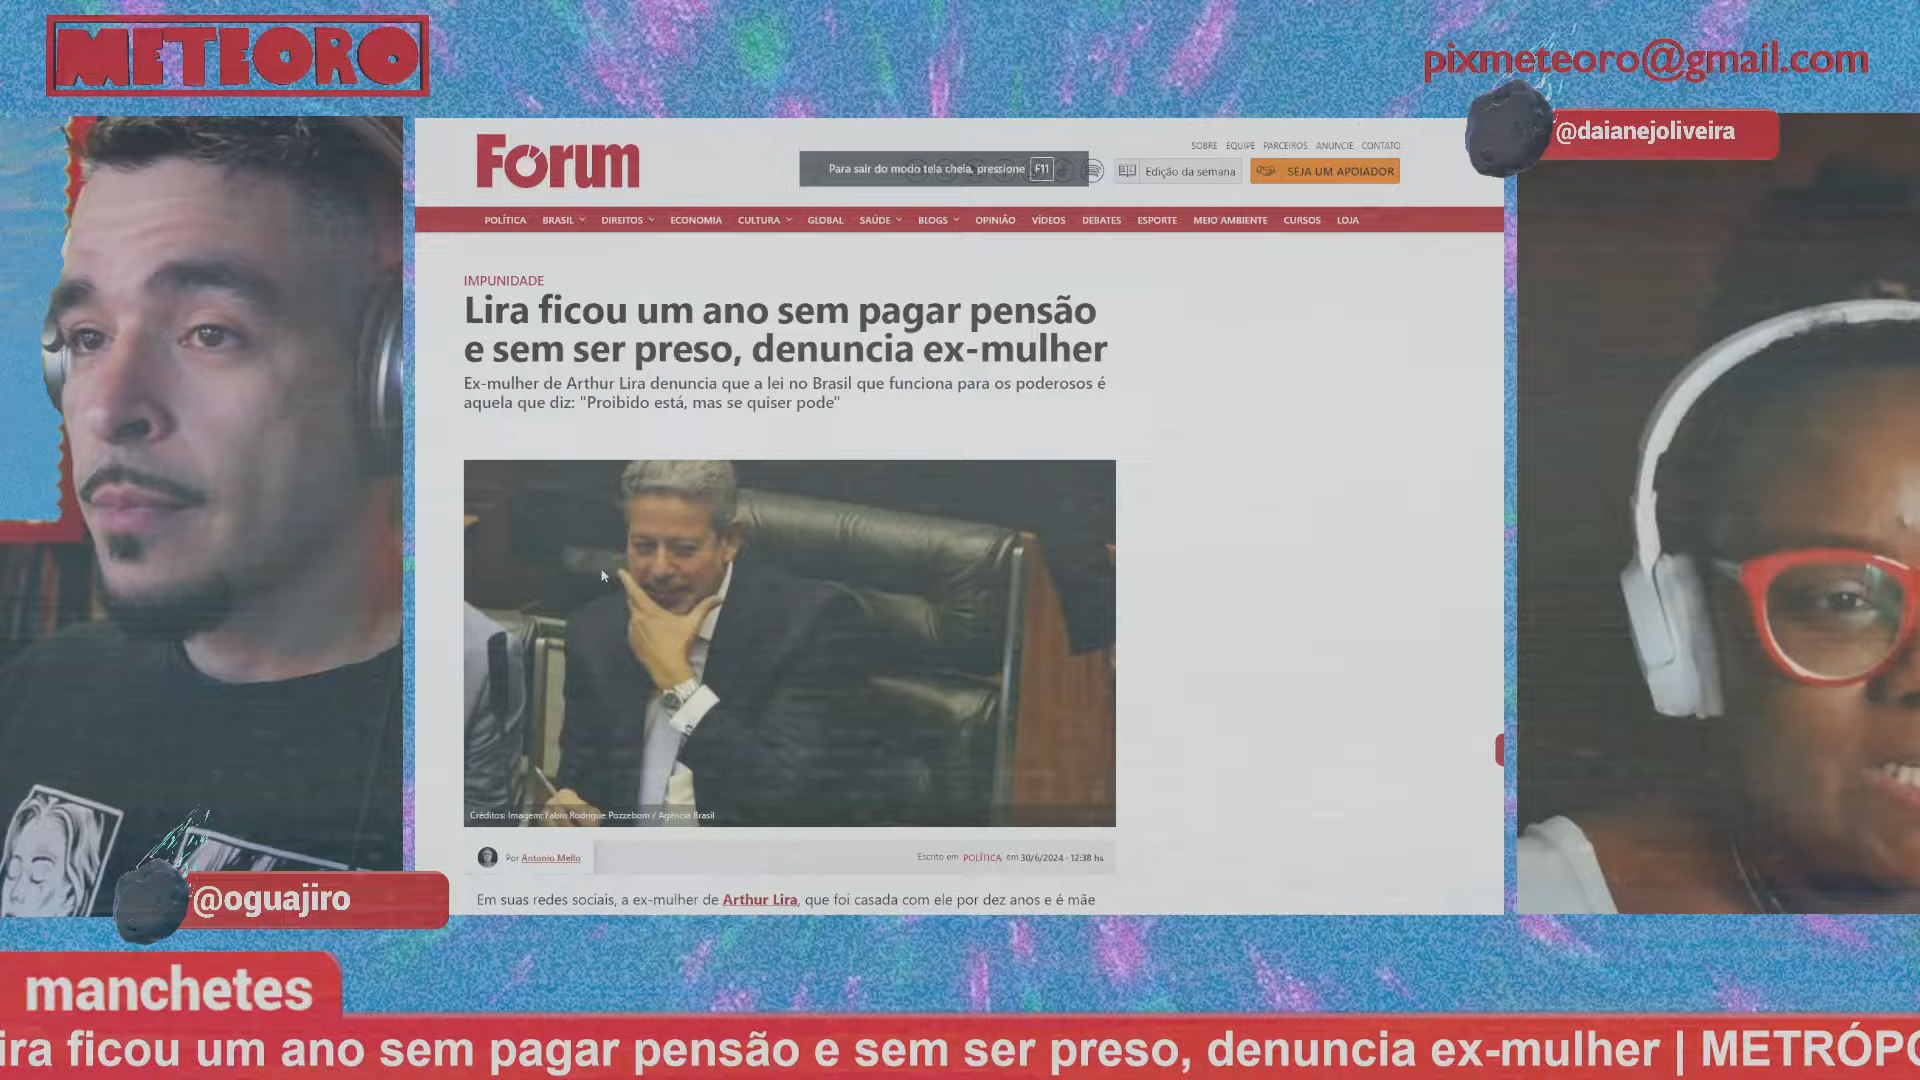 METEORO
pixmeteoro@gmail.com
@daianejoliveira
Forum
Para sair do modo tela cheia, pressione F11
SOBRE EQUIPE PARCEIROS ANUNCIE CONTATO
Edição da semana
SEJA UM APOIADOR
POLÍTICA BRASIL DIREITOS ECONOMIA CULTURA GLOBAL SAÚDE BLOGS OPINIÃO VÍDEOS DEBATES ESPORTE MEIO AMBIENTE CURSOS LOJA
IMPUNIDADE
Lira ficou um ano sem pagar pensão
e sem ser preso, denuncia ex-mulher
Ex-mulher de Arthur Lira denuncia que a lei no Brasil que funciona para os poderosos é
aquela que diz: "Proibido está, mas se quiser pode"
Créditos: Imagem: Fabio Rodrigue Pozzebom / Agência Brasil
Por Antonio Mello
Escrito em POLÍTICA em 30/6/2024 · 12:38 hs
Em suas redes sociais, a ex-mulher de Arthur Lira, que foi casada com ele por dez anos e é mãe
@oguajiro
manchetes
ira ficou um ano sem pagar pensão e sem ser preso, denuncia ex-mulher | METRÓPO